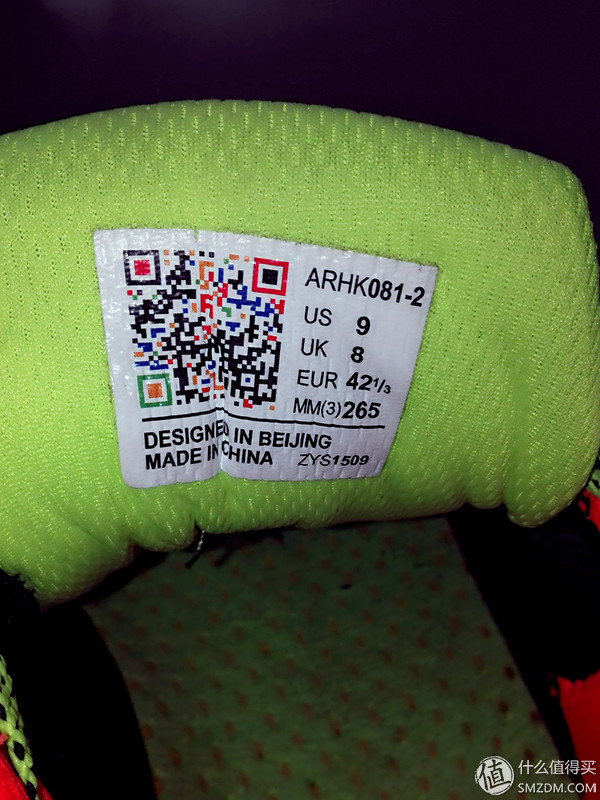 ARHK081-2
US 9
UK 8
EUR 42 1/3
MM(3)265
DESIGNED IN BEIJING
MADE IN CHINA ZYS1509
值 什么值得买
SMZDM.COM